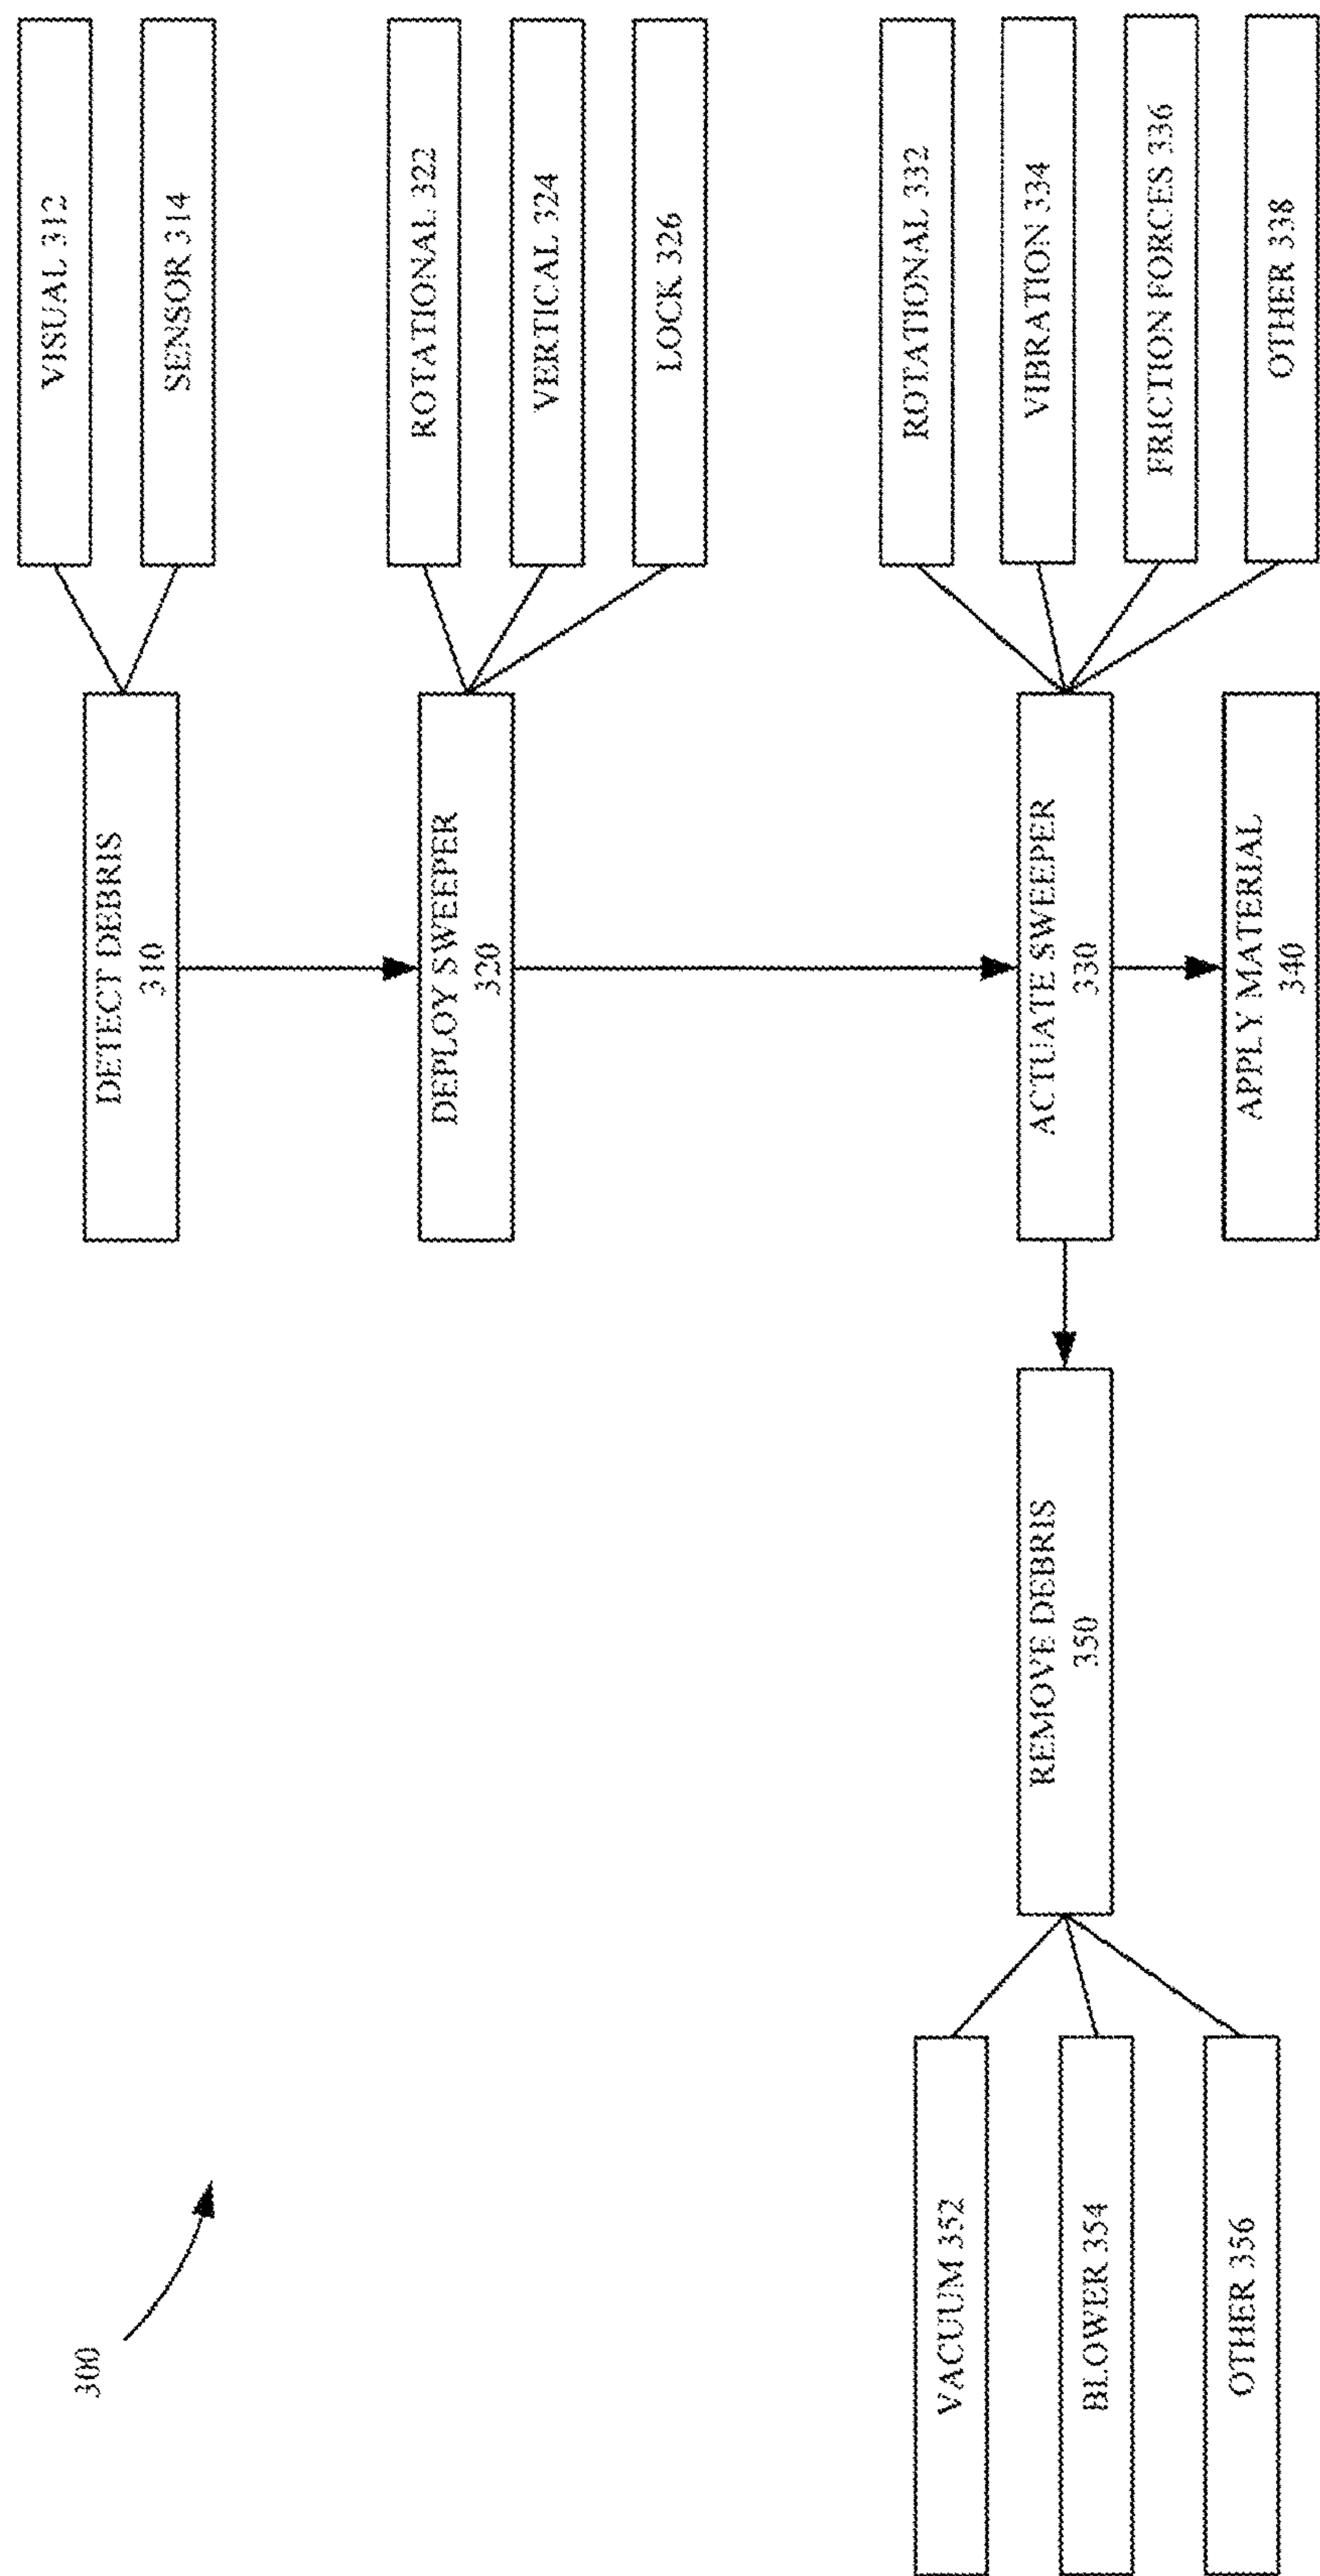 300
DETECT DEBRIS
310
VISUAL 312
SENSOR 314
DEPLOY SWEEPER
320
ROTATIONAL 322
VERTICAL 324
LOCK 326
ACTUATE SWEEPER
330
ROTATIONAL 332
VIBRATION 334
FRICTION FORCES 336
OTHER 338
APPLY MATERIAL
340
REMOVE DEBRIS
350
VACUUM 352
BLOWER 354
OTHER 356